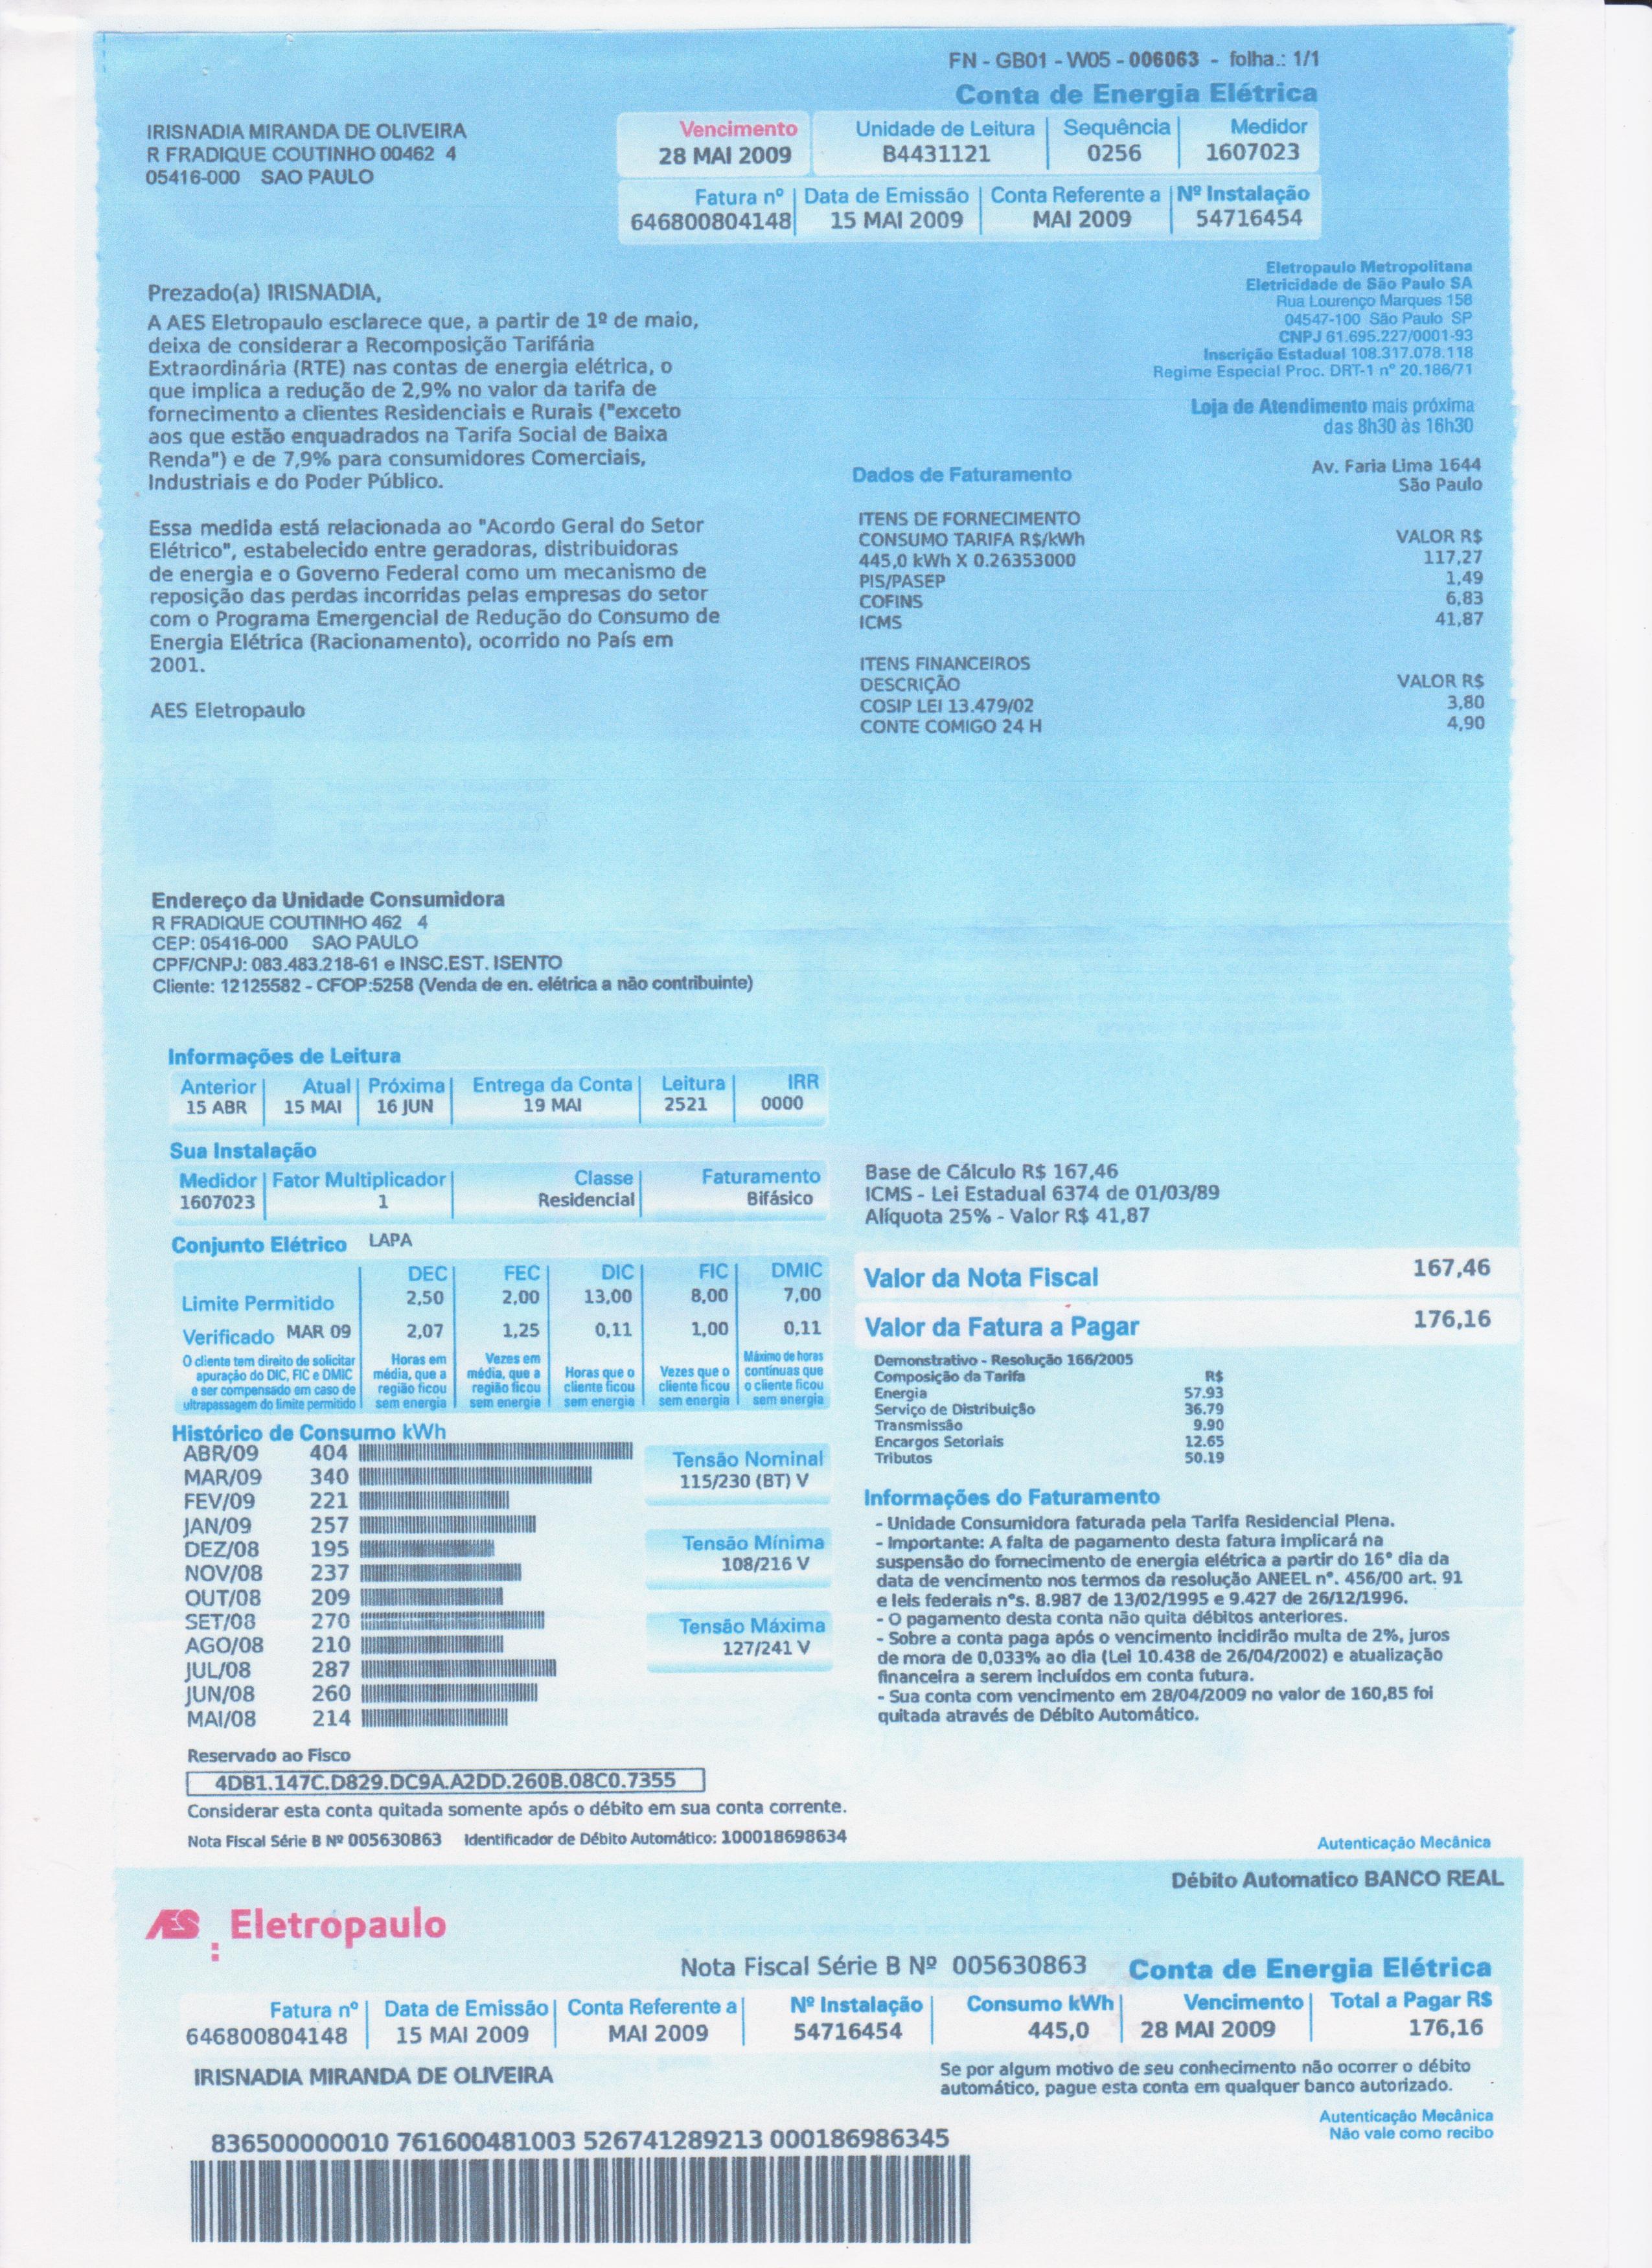 FN - GB01 - W05 - 006063 - folha.: 1/1
Conta de Energia Elétrica
IRISNADIA MIRANDA DE OLIVEIRA
R FRADIQUE COUTINHO 00462 4
05416-000 SAO PAULO
Vencimento Unidade de Leitura Sequência Medidor
28 MAI 2009 B4431121 0256 1607023
Fatura nº Data de Emissão Conta Referente a Nº Instalação
646800804148 15 MAI 2009 MAI 2009 54716454
Eletropaulo Metropolitana
Eletricidade de São Paulo SA
Rua Lourenço Marques 158
04547-100 São Paulo SP
CNPJ 61.695.227/0001-93
Inscrição Estadual 108.317.078.118
Regime Especial Proc. DRT-1 nº 20.186/71
Loja de Atendimento mais próxima
das 8h30 às 16h30
Av. Faria Lima 1644
São Paulo
Prezado(a) IRISNADIA,
A AES Eletropaulo esclarece que, a partir de 1º de maio,
deixa de considerar a Recomposição Tarifária
Extraordinária (RTE) nas contas de energia elétrica, o
que implica a redução de 2,9% no valor da tarifa de
fornecimento a clientes Residenciais e Rurais ("exceto
aos que estão enquadrados na Tarifa Social de Baixa
Renda") e de 7,9% para consumidores Comerciais,
Industriais e do Poder Público.
Essa medida está relacionada ao "Acordo Geral do Setor
Elétrico", estabelecido entre geradoras, distribuidoras
de energia e o Governo Federal como um mecanismo de
reposição das perdas incorridas pelas empresas do setor
com o Programa Emergencial de Redução do Consumo de
Energia Elétrica (Racionamento), ocorrido no País em
2001.
AES Eletropaulo
Dados de Faturamento
ITENS DE FORNECIMENTO
CONSUMO TARIFA R$/kWh VALOR R$
445,0 kWh X 0.26353000 117,27
PIS/PASEP 1,49
COFINS 6,83
ICMS 41,87
ITENS FINANCEIROS
DESCRIÇÃO VALOR R$
COSIP LEI 13.479/02 3,80
CONTE COMIGO 24 H 4,90
Endereço da Unidade Consumidora
R FRADIQUE COUTINHO 462 4
CEP: 05416-000 SAO PAULO
CPF/CNPJ: 083.483.218-61 e INSC.EST. ISENTO
Cliente: 12125582 - CFOP:5258 (Venda de en. elétrica a não contribuinte)
Informações de Leitura
Anterior Atual Próxima Entrega da Conta Leitura IRR
15 ABR 15 MAI 16 JUN 19 MAI 2521 0000
Sua Instalação
Medidor Fator Multiplicador Classe Faturamento
1607023 1 Residencial Bifásico
Conjunto Elétrico LAPA
DEC FEC DIC FIC DMIC
Limite Permitido 2,50 2,00 13,00 8,00 7,00
Verificado MAR 09 2,07 1,25 0,11 1,00 0,11
O cliente tem direito de solicitar
apuração do DIC, FIC e DMIC
e ser compensado em caso de
ultrapassagem do limite permitido
Horas em
média, que a
região ficou
sem energia
Vezes em
média, que a
região ficou
sem energia
Horas que o
cliente ficou
sem energia
Vezes que o
cliente ficou
sem energia
Máximo de horas
contínuas que
o cliente ficou
sem energia
Histórico de Consumo kWh
ABR/09 404
MAR/09 340
FEV/09 221
JAN/09 257
DEZ/08 195
NOV/08 237
OUT/08 209
SET/08 270
AGO/08 210
JUL/08 287
JUN/08 260
MAI/08 214
Tensão Nominal
115/230 (BT) V
Tensão Mínima
108/216 V
Tensão Máxima
127/241 V
Base de Cálculo R$ 167,46
ICMS - Lei Estadual 6374 de 01/03/89
Alíquota 25% - Valor R$ 41,87
Valor da Nota Fiscal 167,46
Valor da Fatura a Pagar 176,16
Demonstrativo - Resolução 166/2005
Composição da Tarifa R$
Energia 57.93
Serviço de Distribuição 36.79
Transmissão 9.90
Encargos Setoriais 12.65
Tributos 50.19
Informações do Faturamento
- Unidade Consumidora faturada pela Tarifa Residencial Plena.
- Importante: A falta de pagamento desta fatura implicará na
suspensão do fornecimento de energia elétrica a partir do 16º dia da
data de vencimento nos termos da resolução ANEEL nº. 456/00 art. 91
e leis federais nºs. 8.987 de 13/02/1995 e 9.427 de 26/12/1996.
- O pagamento desta conta não quita débitos anteriores.
- Sobre a conta paga após o vencimento incidirão multa de 2%, juros
de mora de 0,033% ao dia (Lei 10.438 de 26/04/2002) e atualização
financeira a serem incluídos em conta futura.
- Sua conta com vencimento em 28/04/2009 no valor de 160,85 foi
quitada através de Débito Automático.
Reservado ao Fisco
4DB1.147C.D829.DC9A.A2DD.260B.08C0.7355
Considerar esta conta quitada somente após o débito em sua conta corrente.
Nota Fiscal Série B Nº 005630863 Identificador de Débito Automático: 100018698634
Autenticação Mecânica
Débito Automatico BANCO REAL
AES Eletropaulo
Nota Fiscal Série B Nº 005630863 Conta de Energia Elétrica
Fatura nº Data de Emissão Conta Referente a Nº Instalação Consumo kWh Vencimento Total a Pagar R$
646800804148 15 MAI 2009 MAI 2009 54716454 445,0 28 MAI 2009 176,16
IRISNADIA MIRANDA DE OLIVEIRA
Se por algum motivo de seu conhecimento não ocorrer o débito
automático, pague esta conta em qualquer banco autorizado.
Autenticação Mecânica
Não vale como recibo
836500000010 761600481003 526741289213 000186986345